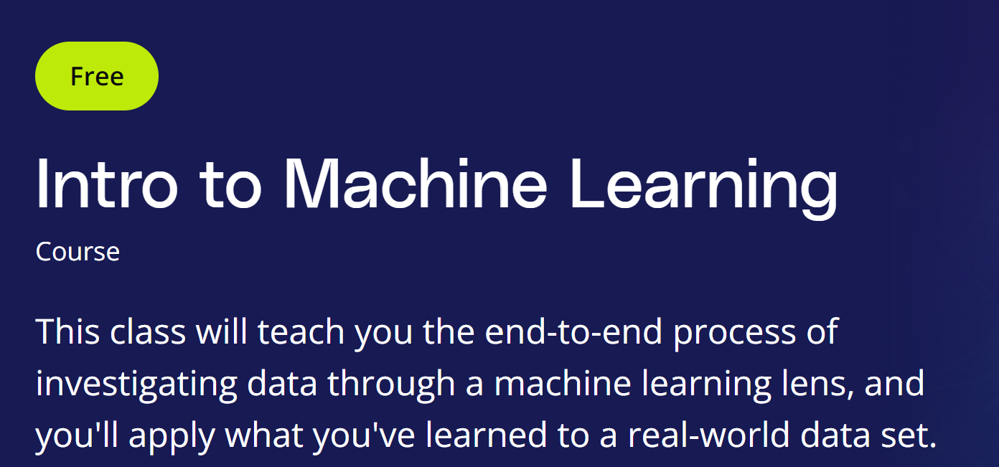 Free
Intro to Machine Learning
Course
This class will teach you the end-to-end process of
investigating data through a machine learning lens, and
you'll apply what you've learned to a real-world data set.